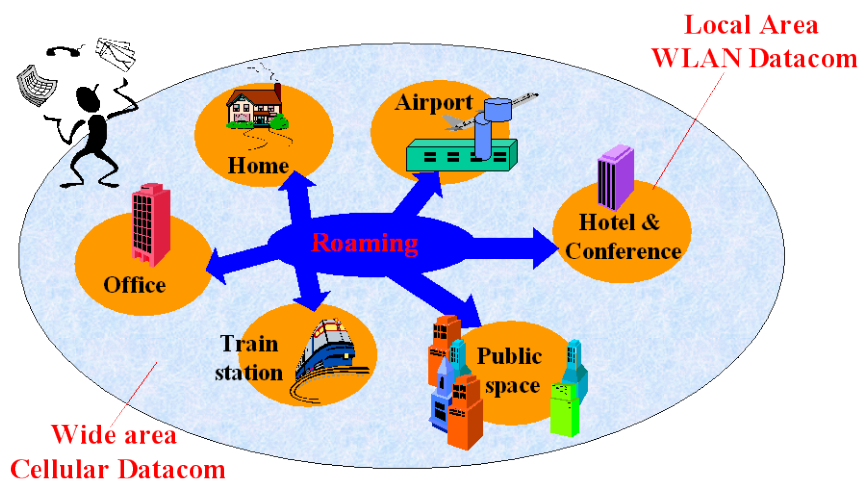 Local Area
WLAN Datacom
Airport
Home
Hotel &
Conference
Roaming
Office
Train
station
Public
space
Wide area
Cellular Datacom